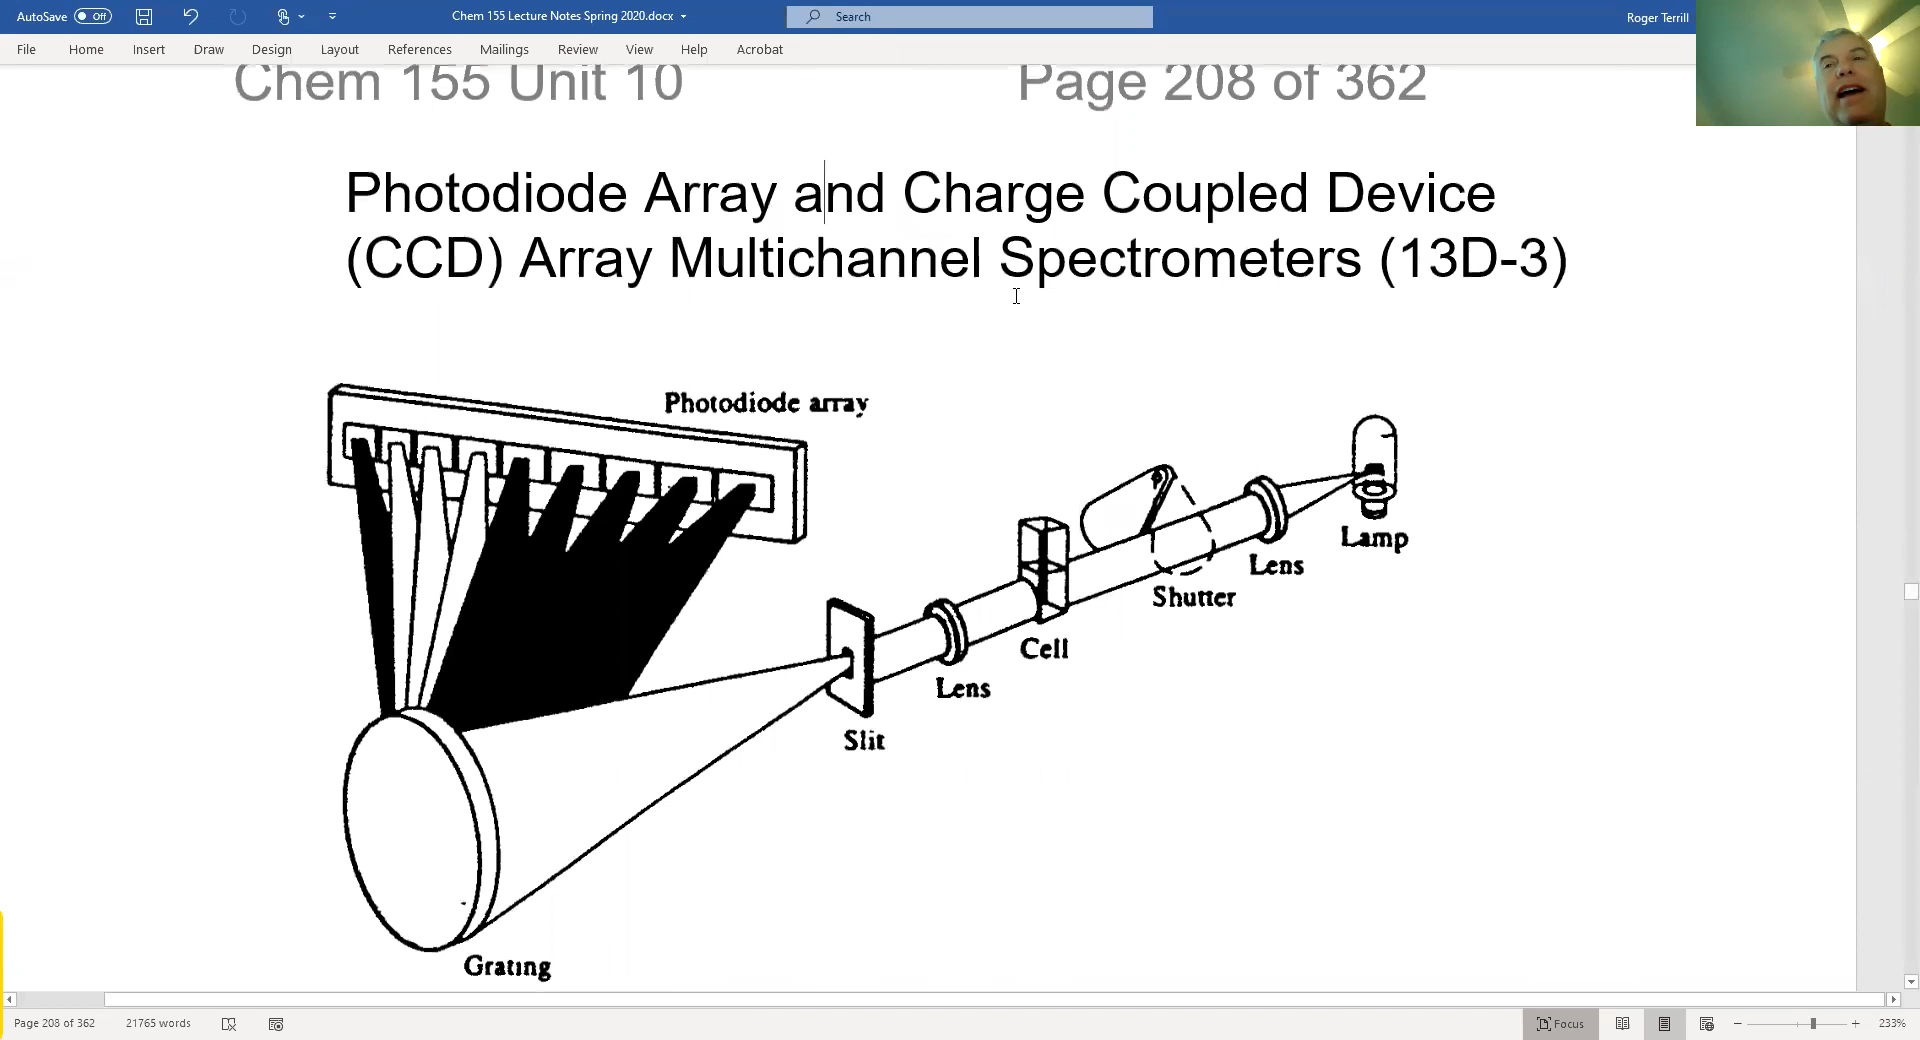 AutoSave Off Chem 155 Lecture Notes Spring 2020.docx Search Roger Terrill
File Home Insert Draw Design Layout References Mailings Review View Help Acrobat
Chem 155 Unit 10 Page 208 of 362
Photodiode Array and Charge Coupled Device
(CCD) Array Multichannel Spectrometers (13D-3)
Photodiode array
Lamp
Lens
Shutter
Cell
Lens
Slit
Grating
Page 208 of 362 21765 words Focus 233%